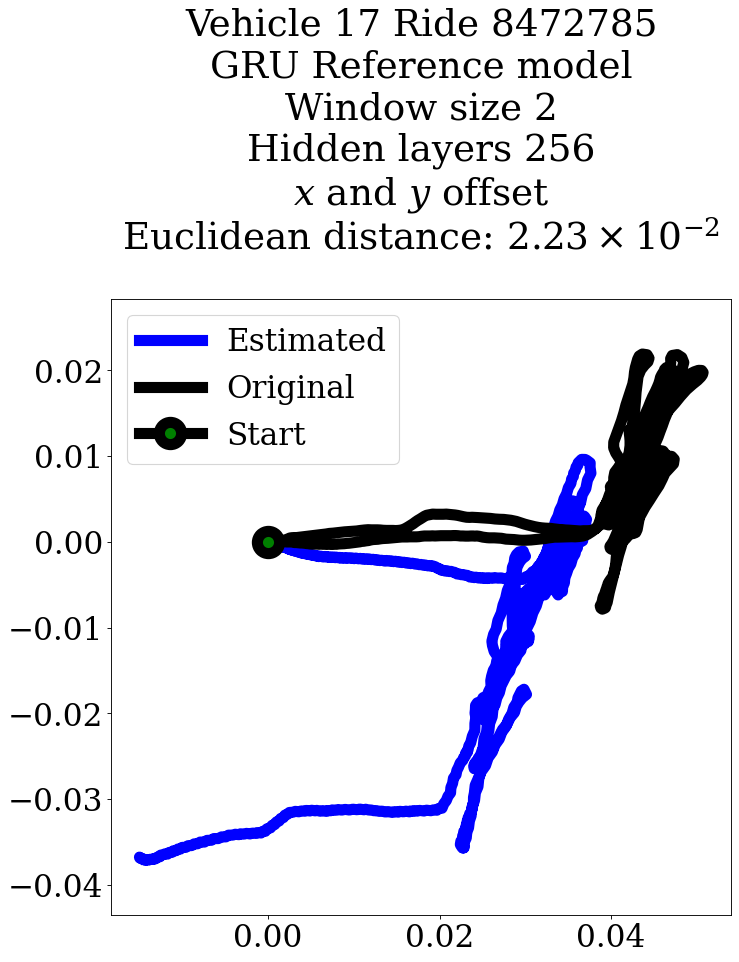 Vehicle 17 Ride 8472785
GRU Reference model
Window size 2
Hidden layers 256
x and y offset
Euclidean distance: 2.23 × 10⁻²
Estimated
Original
Start
0.02
0.01
0.00
−0.01
−0.02
−0.03
−0.04
0.00 0.02 0.04